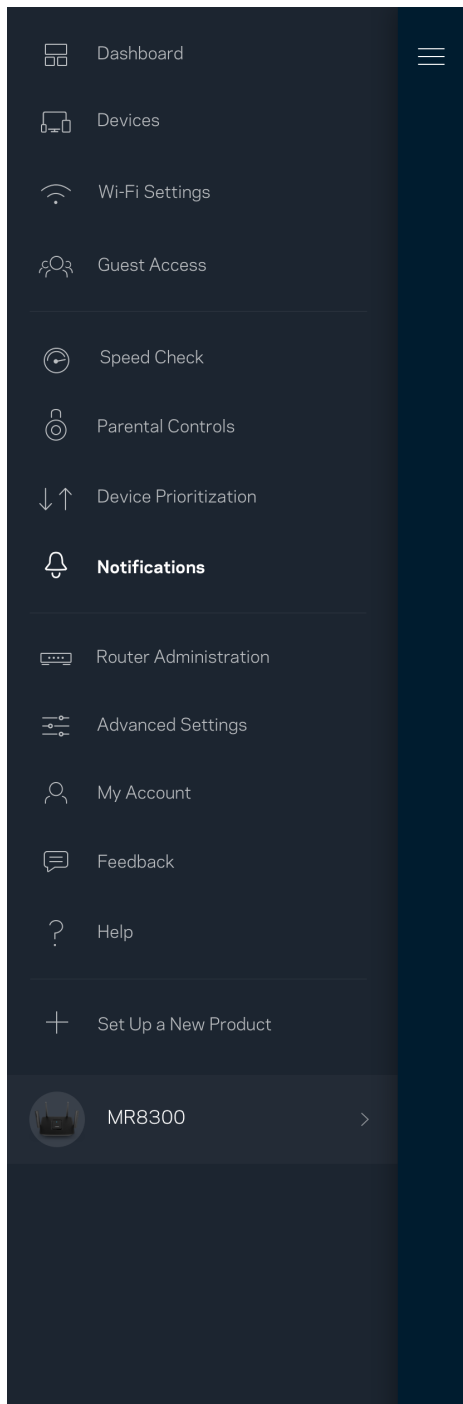 Dashboard
Devices
Wi-Fi Settings
Guest Access
Speed Check
Parental Controls
Device Prioritization
Notifications
Router Administration
Advanced Settings
My Account
Feedback
Help
Set Up a New Product
MR8300